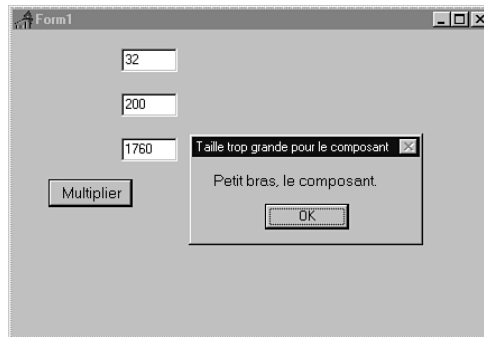 Form1
32
200
1760
Taille trop grande pour le composant
Petit bras, le composant.
Multiplier
OK